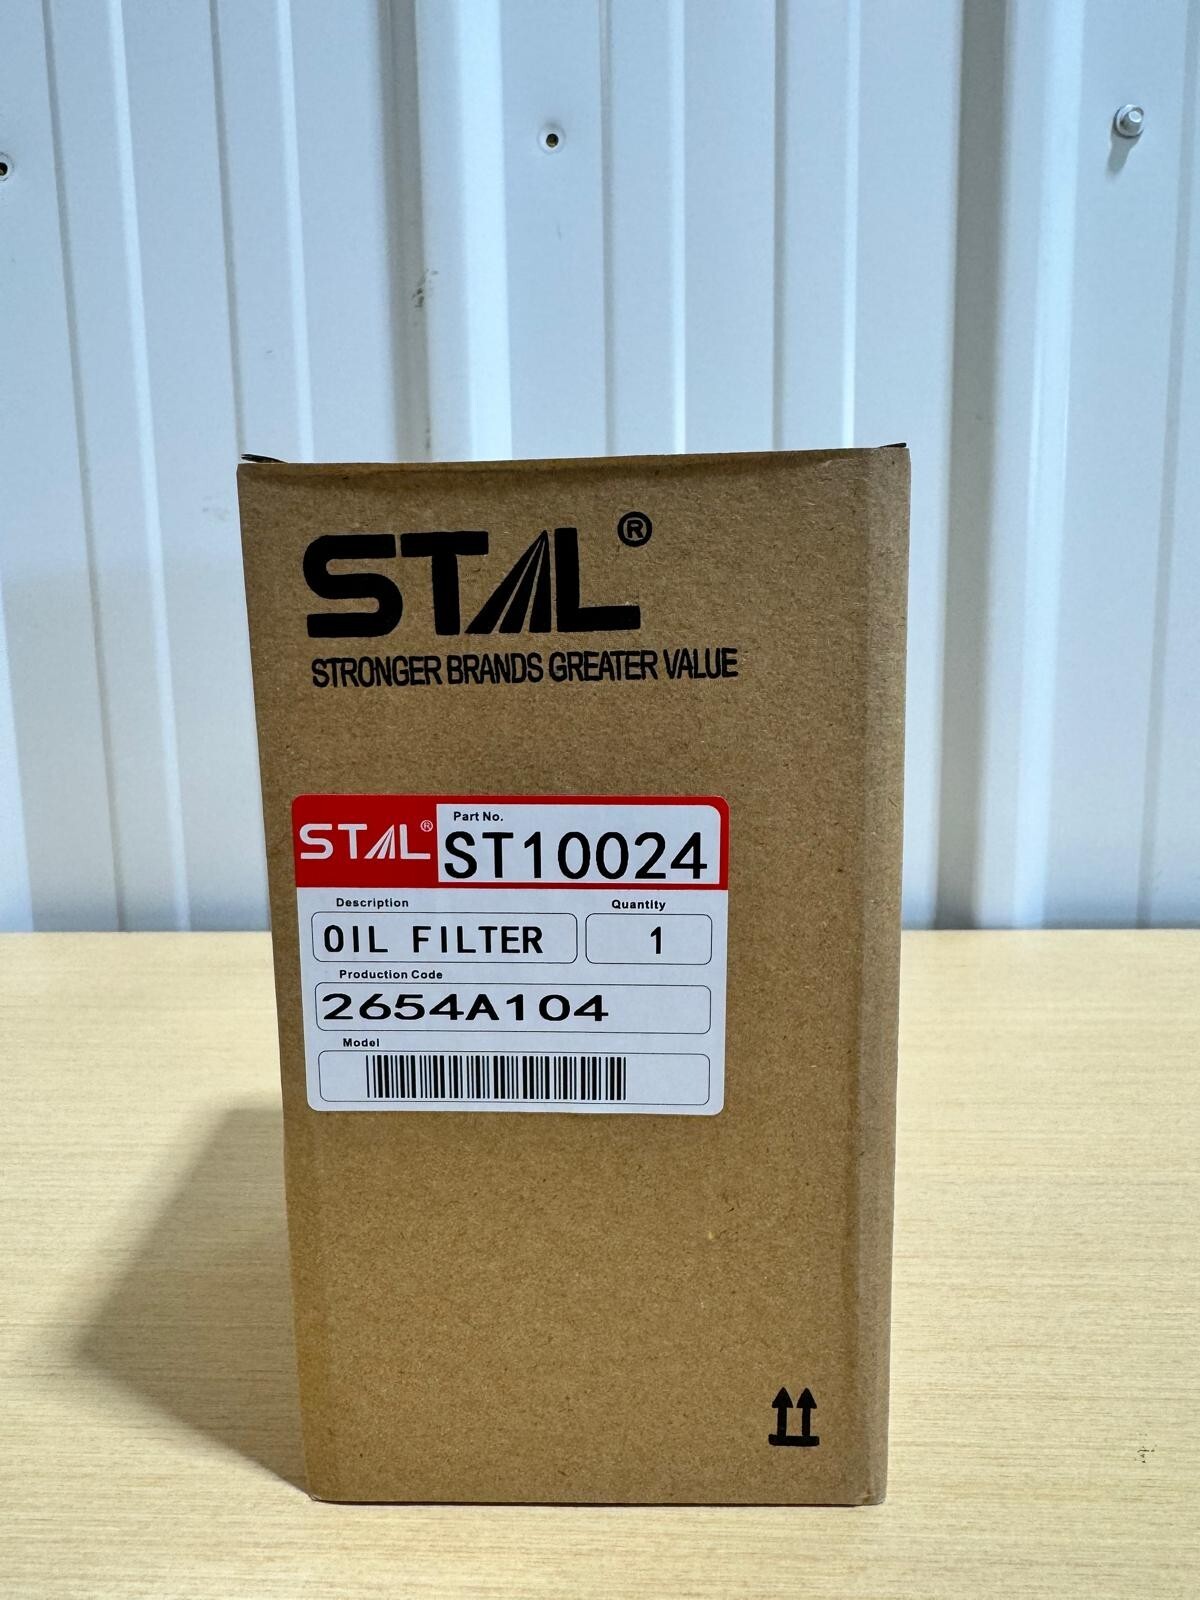 STAL®
STRONGER BRANDS GREATER VALUE
STAL®
Part No.
ST10024
Description
Quantity
OIL FILTER
1
Production Code
2654A104
Model